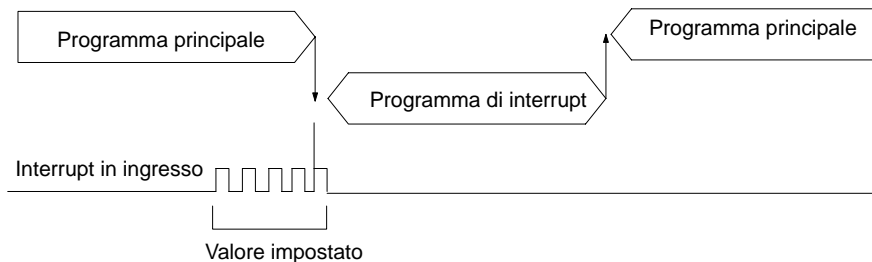 Programma principale
Programma principale
Programma di interrupt
Interrupt in ingresso
Valore impostato